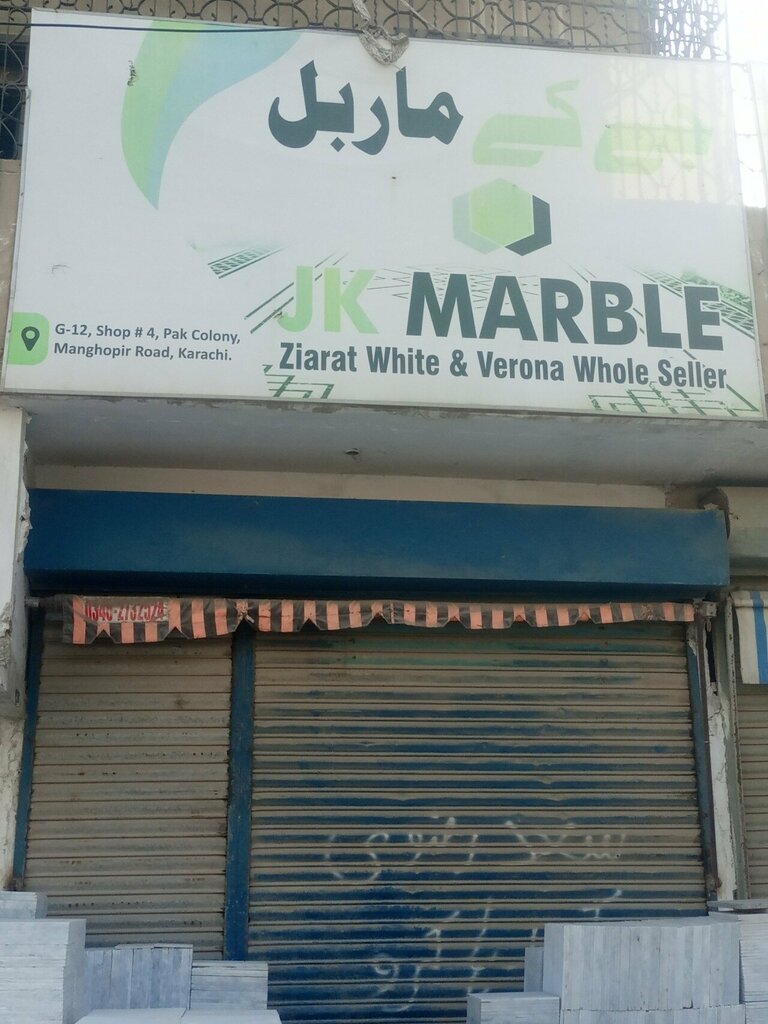 جے کے ماربل
JK MARBLE
Ziarat White & Verona Whole Seller
G-12, Shop # 4, Pak Colony,
Manghopir Road, Karachi.